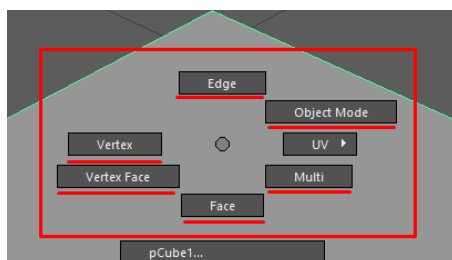 Edge
Object Mode
Vertex
UV
Vertex Face
Multi
Face
pCube1...